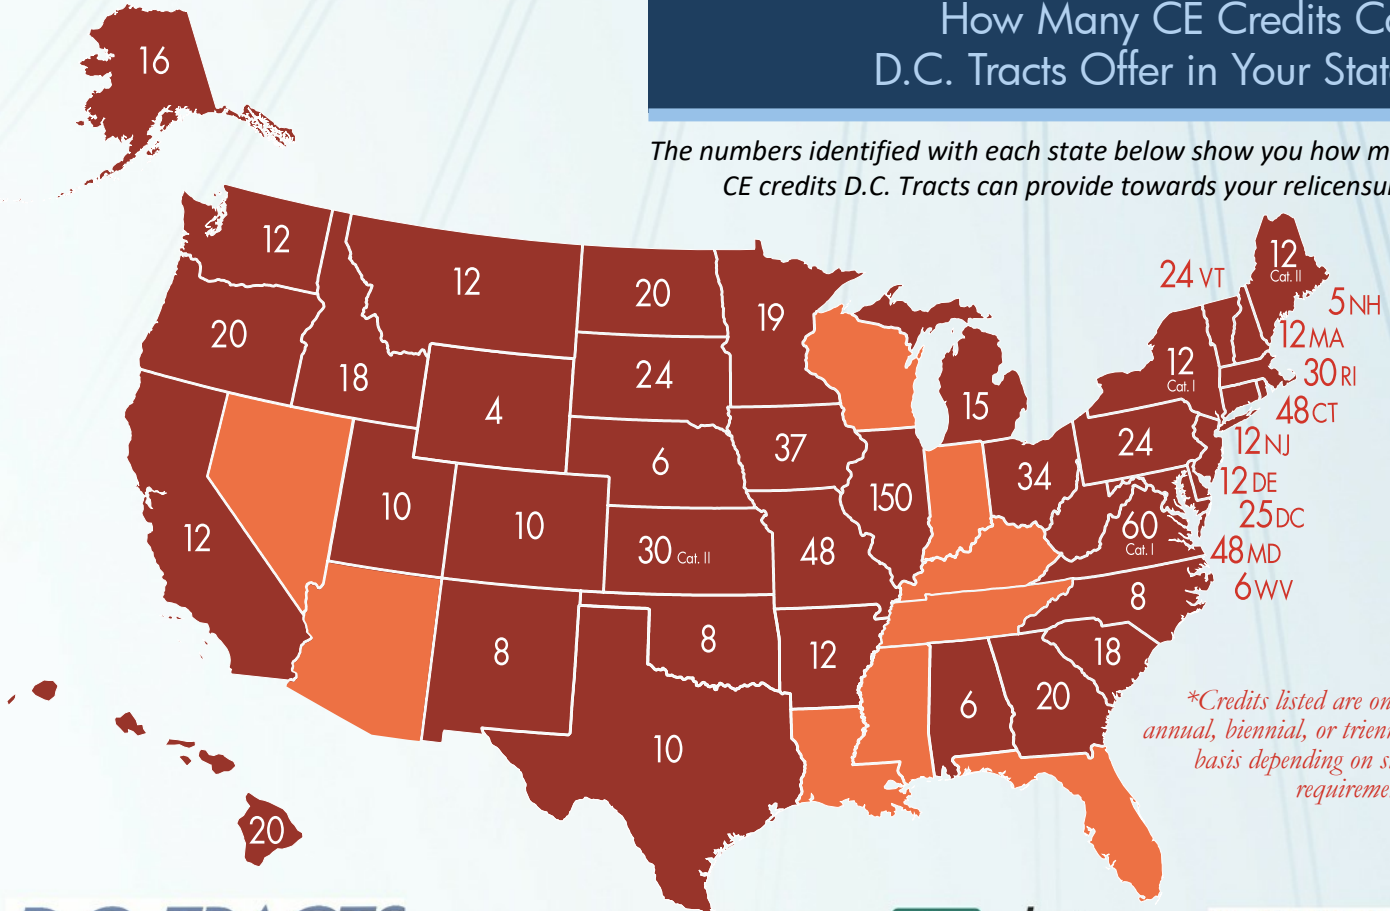 How Many CE Credits
D.C. Tracts Offer in Your
The numbers identified with each state below show you how
CE credits D.C. Tracts can provide towards your
16
12
12
20
19
12
Cat. II
24 VT
5 NH
12 MA
30 RI
48 CT
12 NJ
12 DE
25 DC
48 MD
6 WV
20
18
4
24
15
12
Cat. I
6
37
150
34
24
12
10
10
30 Cat. II
48
60
Cat. I
8
8
8
12
18
10
6
20
20
*Credits listed are on
annual, biennial, or
basis depending on
D.C. TRACTS